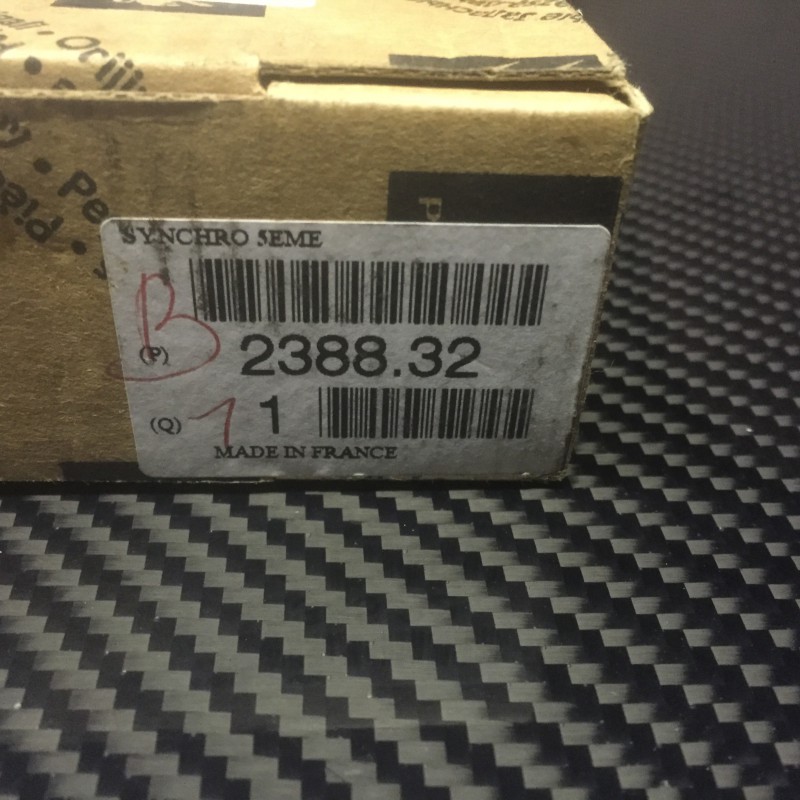 SYNCHRO 5EME
B
(P) 2388.32
(Q) 1 1
MADE IN FRANCE